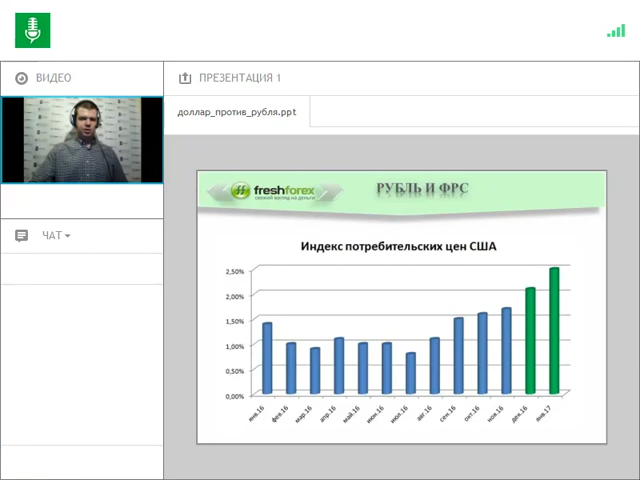 ВИДЕО
ПРЕЗЕНТАЦИЯ 1
доллар_против_рубля.ppt
freshforex
свежий взгляд на деньги
РУБЛЬ И ФРС
ЧАТ
Индекс потребительских цен США
2,50%
2,00%
1,50%
1,00%
0,50%
0,00%
янв.16
фев.16
мар.16
апр.16
май.16
июн.16
июл.16
авг.16
сен.16
окт.16
ноя.16
дек.16
янв.17